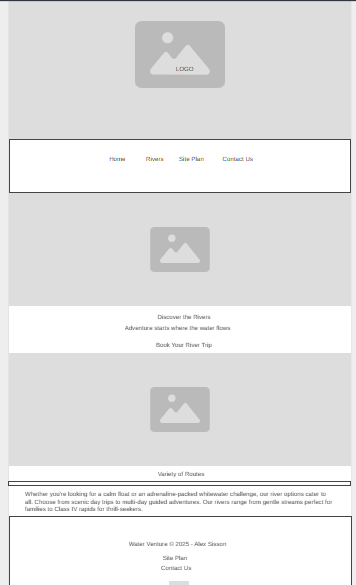 LOGO
Home Rivers Site Plan Contact Us
Discover the Rivers
Adventure starts where the water flows
Book Your River Trip
Variety of Routes
Whether you're looking for a calm float or an adrenaline-packed whitewater challenge, our river options cater to
all. Choose from scenic day trips to multi-day guided adventures. Our rivers range from gentle streams perfect for
families to Class IV rapids for thrill-seekers.
Water Venture © 2025 - Alex Sisson
Site Plan
Contact Us